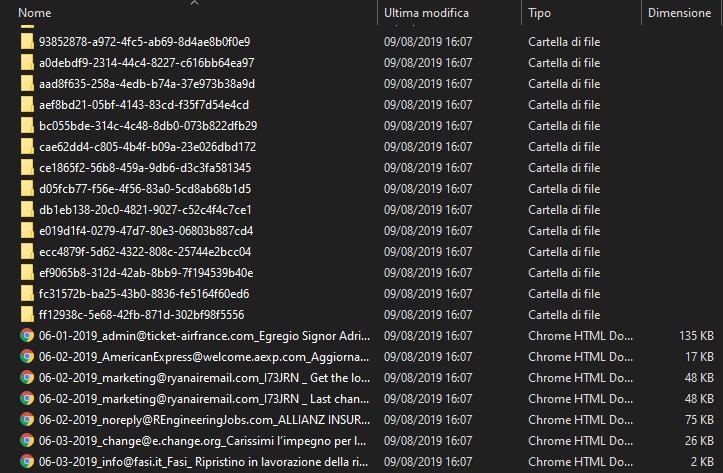 Nome Ultima modifica Tipo Dimensione
93852878-a972-4fc5-ab69-8d4ae8b0f0e9 09/08/2019 16:07 Cartella di file
a0debdf9-2314-44c4-8227-c616bb64ea97 09/08/2019 16:07 Cartella di file
aad8f635-258a-4edb-b74a-37e973b38a9d 09/08/2019 16:07 Cartella di file
aef8bd21-05bf-4143-83cd-f35f7d54e4cd 09/08/2019 16:07 Cartella di file
bc055bde-314c-4c48-8db0-073b822dfb29 09/08/2019 16:07 Cartella di file
cae62dd4-c805-4b4f-b09a-23e026dbd172 09/08/2019 16:07 Cartella di file
ce1865f2-56b8-459a-9db6-d3c3fa581345 09/08/2019 16:07 Cartella di file
d05fcb77-f56e-4f56-83a0-5cd8ab68b1d5 09/08/2019 16:07 Cartella di file
db1eb138-20c0-4821-9027-c52c4f4c7ce1 09/08/2019 16:07 Cartella di file
e019d1f4-0279-47d7-80e3-06803b887cd4 09/08/2019 16:07 Cartella di file
ecc4879f-5d62-4322-808c-25744e2bcc04 09/08/2019 16:07 Cartella di file
ef9065b8-312d-42ab-8bb9-7f194539b40e 09/08/2019 16:07 Cartella di file
fc31572b-ba25-43b0-8836-fe5164f60ed6 09/08/2019 16:07 Cartella di file
ff12938c-5e68-42fb-871d-302bf98f5556 09/08/2019 16:07 Cartella di file
06-01-2019_admin@ticket-airfrance.com_Egregio Signor Adri... 09/08/2019 16:07 Chrome HTML Do... 135 KB
06-02-2019_AmericanExpress@welcome.aexp.com_Aggiorna... 09/08/2019 16:07 Chrome HTML Do... 17 KB
06-02-2019_marketing@ryanairemail.com_I73JRN _ Get the lo... 09/08/2019 16:07 Chrome HTML Do... 48 KB
06-02-2019_marketing@ryanairemail.com_I73JRN _ Last chan... 09/08/2019 16:07 Chrome HTML Do... 48 KB
06-02-2019_noreply@REngineeringJobs.com_ALLIANZ INSUR... 09/08/2019 16:07 Chrome HTML Do... 75 KB
06-03-2019_change@e.change.org_Carissimi l'impegno per l... 09/08/2019 16:07 Chrome HTML Do... 26 KB
06-03-2019_info@fasi.it_Fasi_ Ripristino in lavorazione della ri... 09/08/2019 16:07 Chrome HTML Do... 2 KB